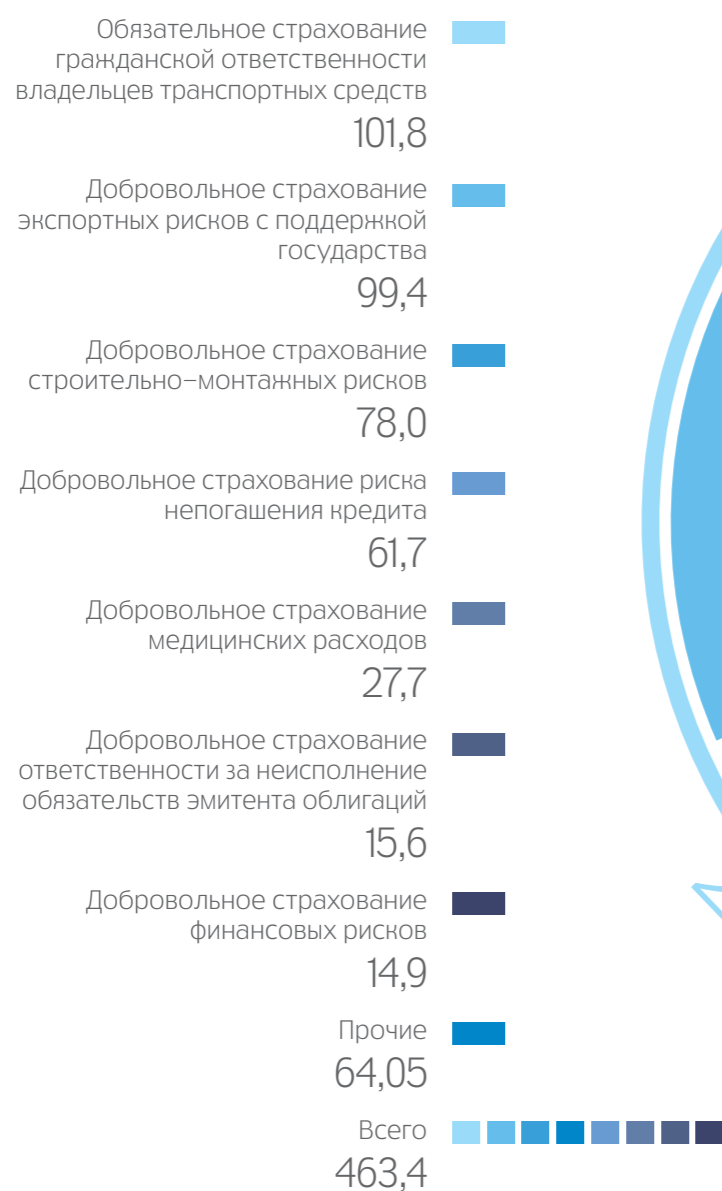 Обязательное страхование
гражданской ответственности
владельцев транспортных средств
101,8
Добровольное страхование
экспортных рисков с поддержкой
государства
99,4
Добровольное страхование
строительно-монтажных рисков
78,0
Добровольное страхование риска
непогашения кредита
61,7
Добровольное страхование
медицинских расходов
27,7
Добровольное страхование
ответственности за неисполнение
обязательств эмитента облигаций
15,6
Добровольное страхование
финансовых рисков
14,9
Прочие
64,05
Всего
463,4